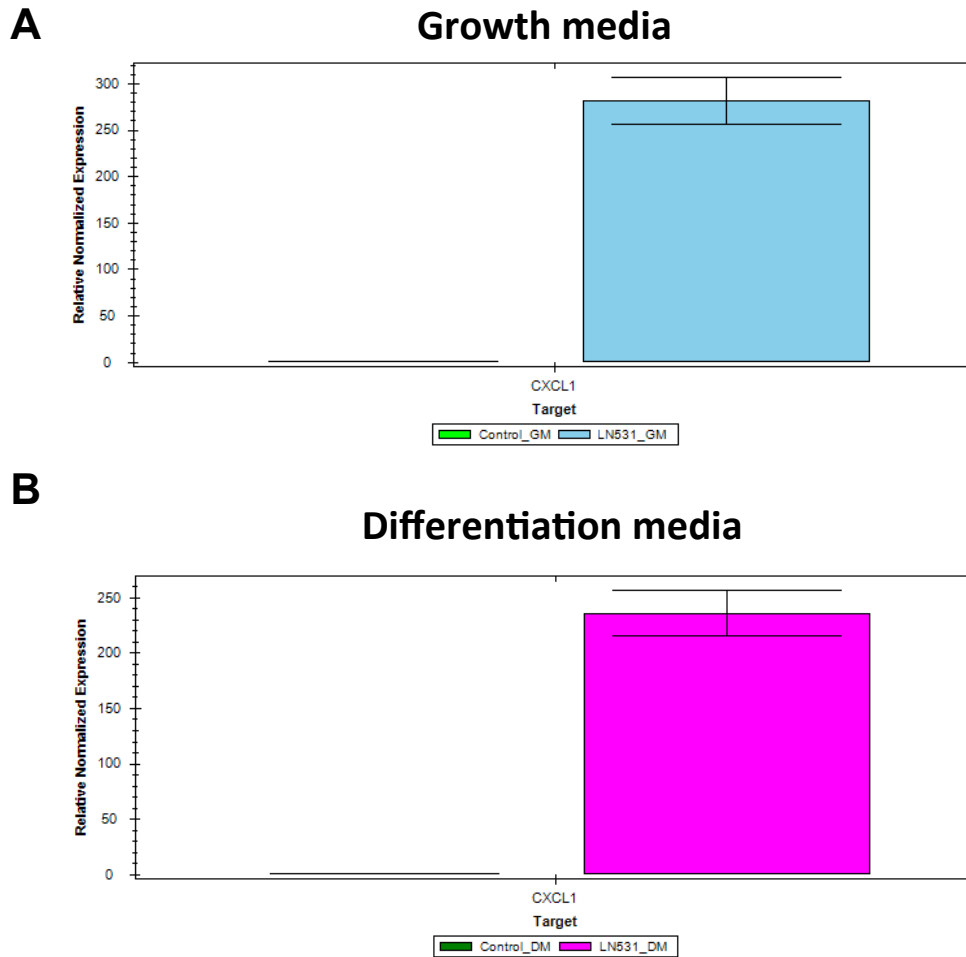 A
Growth media
Relative Normalized Expression
300
250
200
150
100
50
0
CXCL1
Target
Control_GM LN531_GM
B
Differentiation media
Relative Normalized Expression
250
200
150
100
50
0
CXCL1
Target
Control_DM LN531_DM